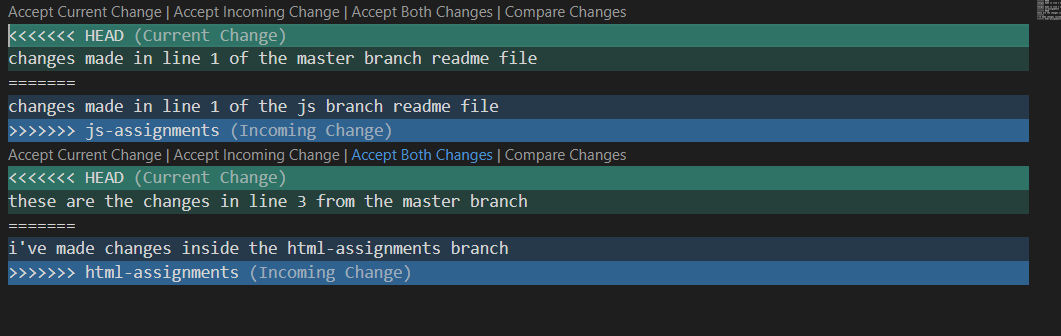 Accept Current Change | Accept Incoming Change | Accept Both Changes | Compare Changes
<<<<<<< HEAD (Current Change)
changes made in line 1 of the master branch readme file
=======
changes made in line 1 of the js branch readme file
>>>>>>> js-assignments (Incoming Change)
Accept Current Change | Accept Incoming Change | Accept Both Changes | Compare Changes
<<<<<<< HEAD (Current Change)
these are the changes in line 3 from the master branch
=======
i've made changes inside the html-assignments branch
>>>>>>> html-assignments (Incoming Change)